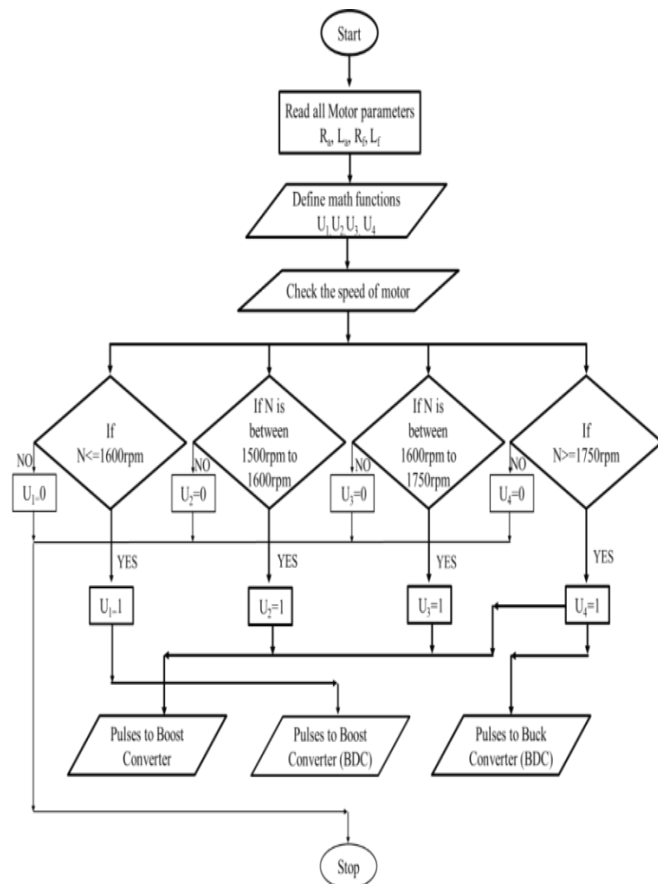 Start
Read all Motor parameters
Rₐ, Lₐ, R_f, L_f
Define math functions
U₁, U₂, U₃, U₄
Check the speed of motor
If
N<=1600rpm
If N is
between
1500rpm to
1600rpm
If N is
between
1600rpm to
1750rpm
If
N>=1750rpm
NO
NO
NO
NO
U₁=0
U₂=0
U₃=0
U₄=0
YES
YES
YES
YES
U₁=1
U₂=1
U₃=1
U₄=1
Pulses to Boost
Converter
Pulses to Boost
Converter (BDC)
Pulses to Buck
Converter (BDC)
Stop